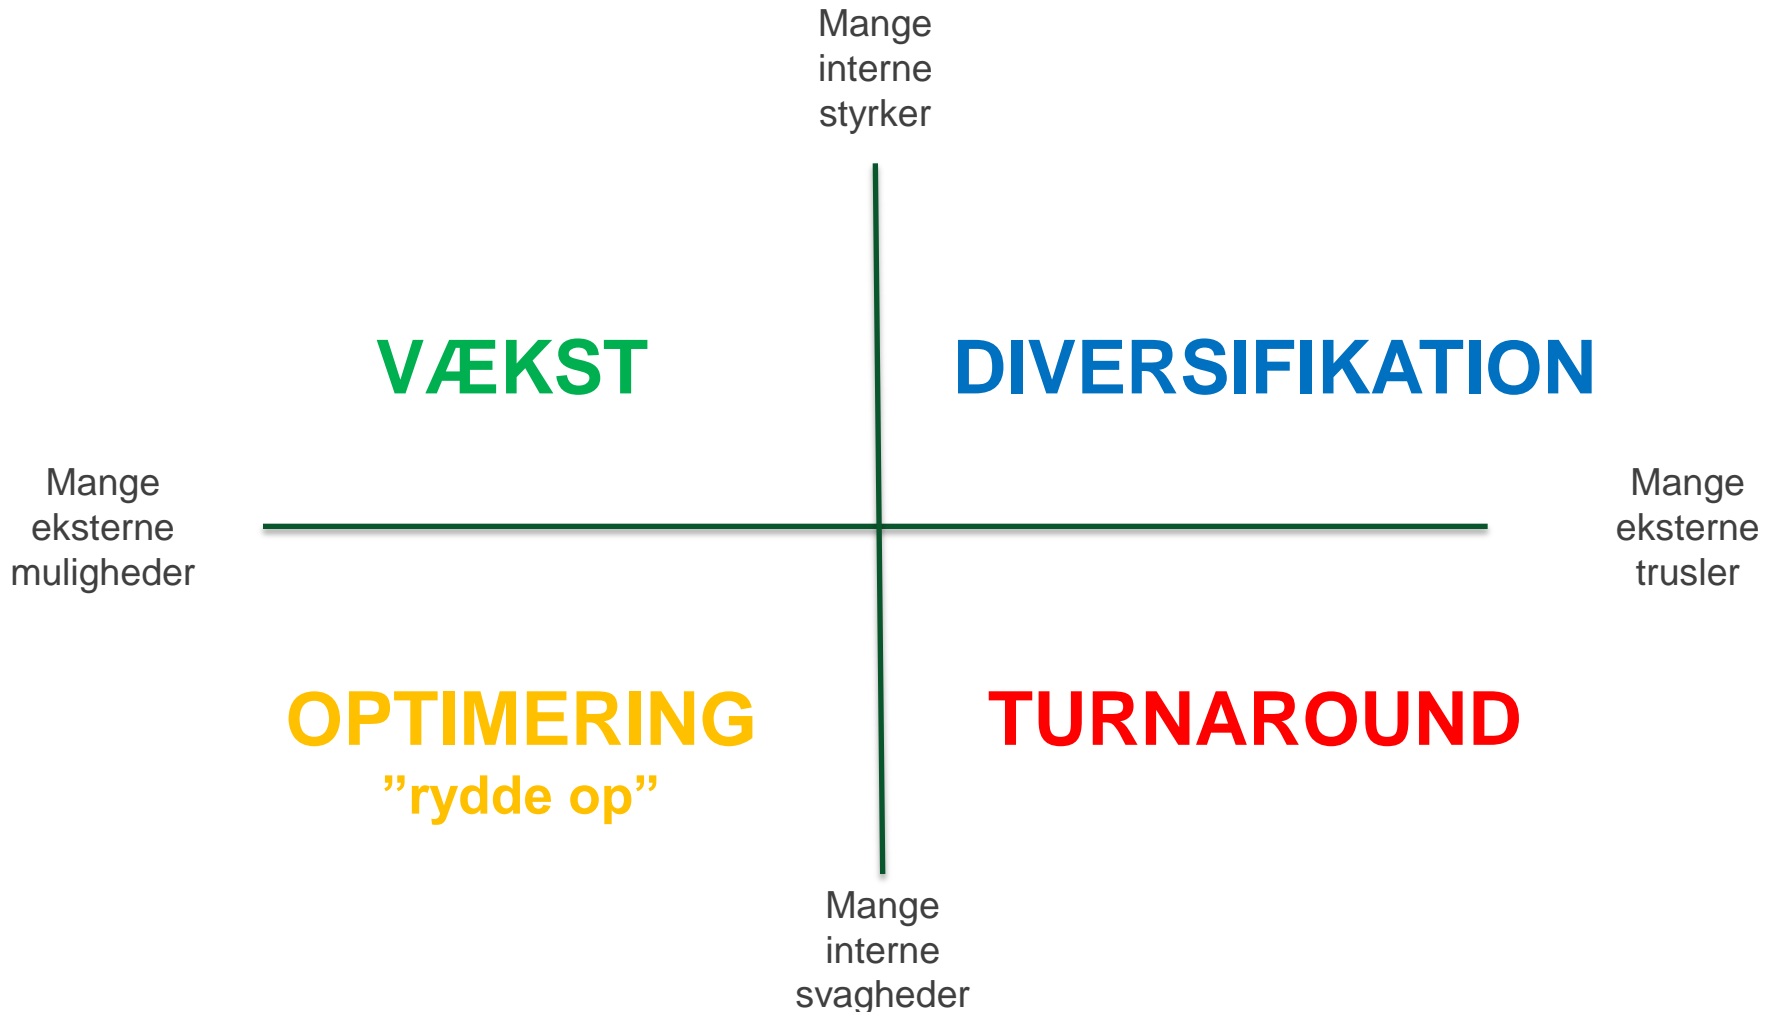 Mange
interne
styrker
VÆKST
DIVERSIFIKATION
Mange
eksterne
muligheder
Mange
eksterne
trusler
OPTIMERING
”rydde op”
TURNAROUND
Mange
interne
svagheder